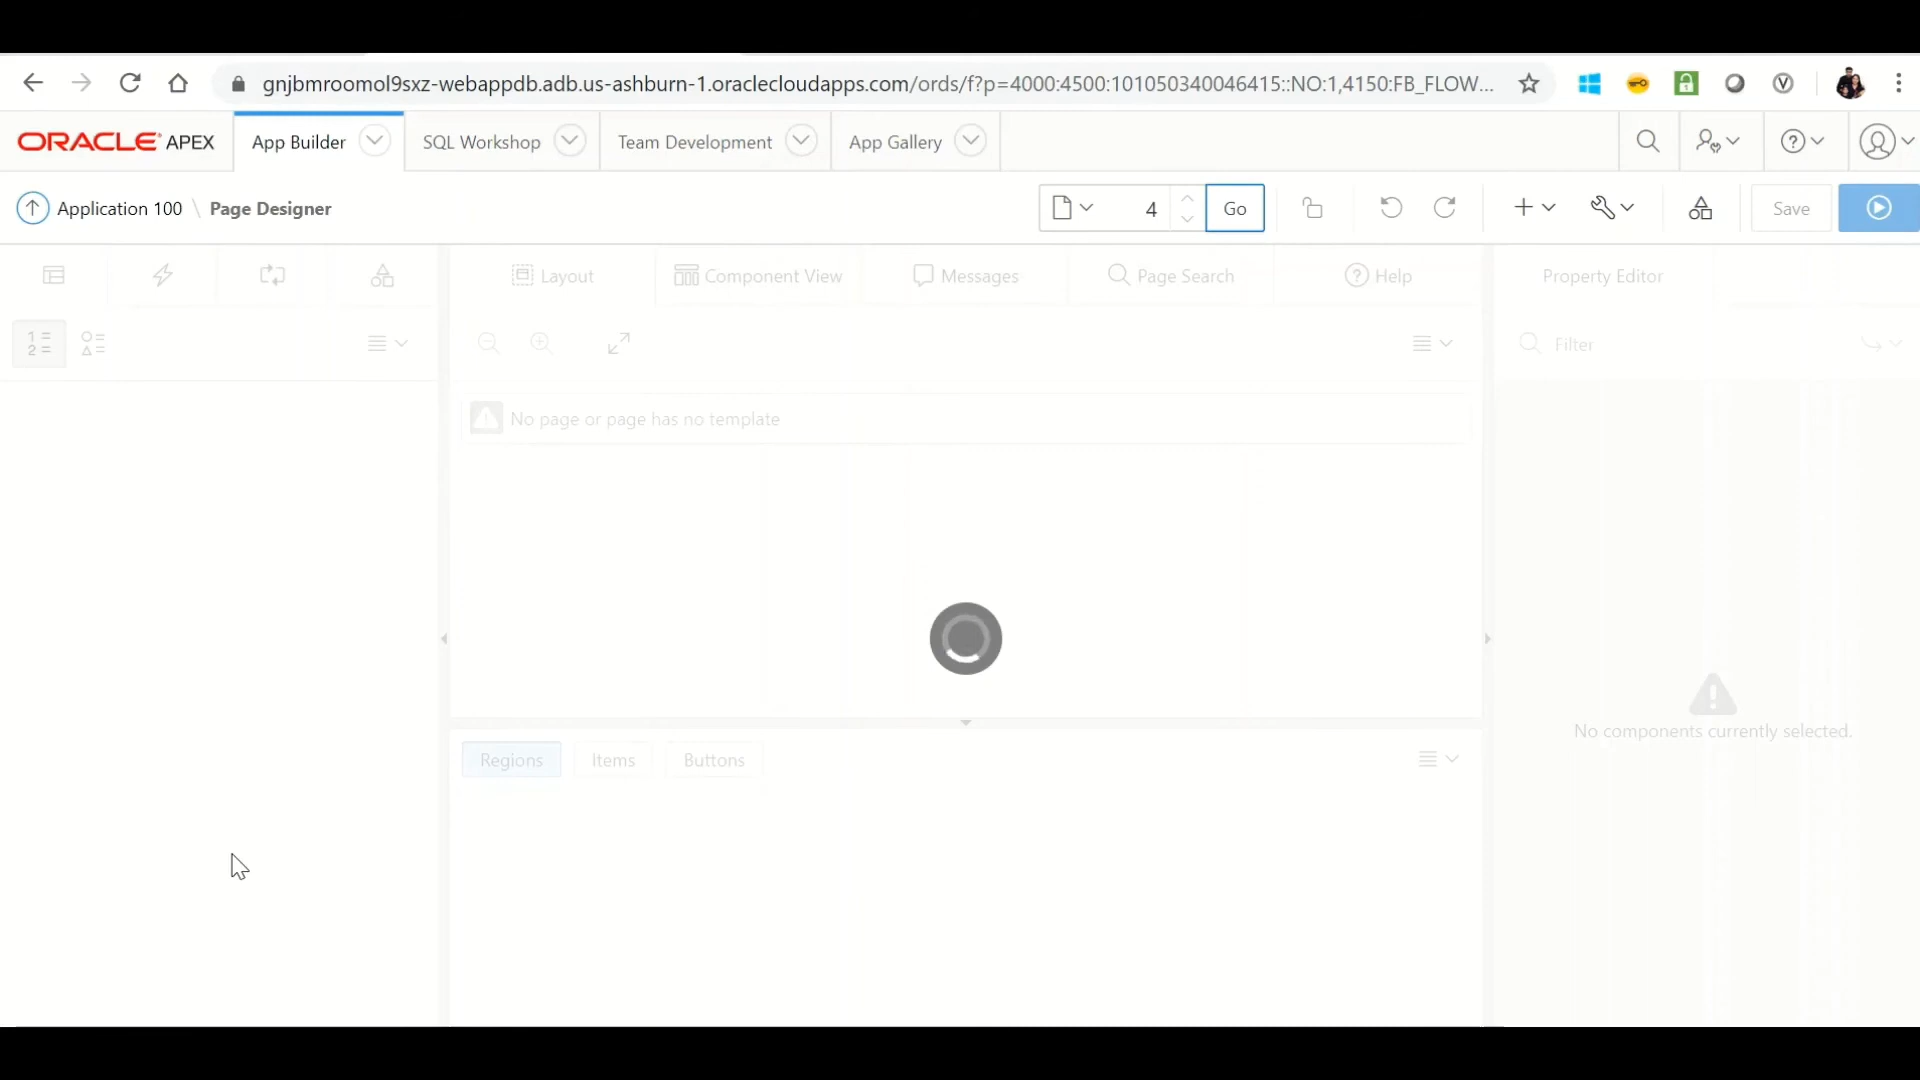 gnjbmroomol9sxz-webappdb.adb.us-ashburn-1.oraclecloudapps.com/ords/f?p=4000:4500:101050340046415::NO:1,4150:FB_FLOW...
ORACLE APEX App Builder SQL Workshop Team Development App Gallery
Application 100 \ Page Designer 4 Go Save
Layout Component View Messages Page Search Help Property Editor
Filter
No page or page has no template
No components currently selected.
Regions Items Buttons